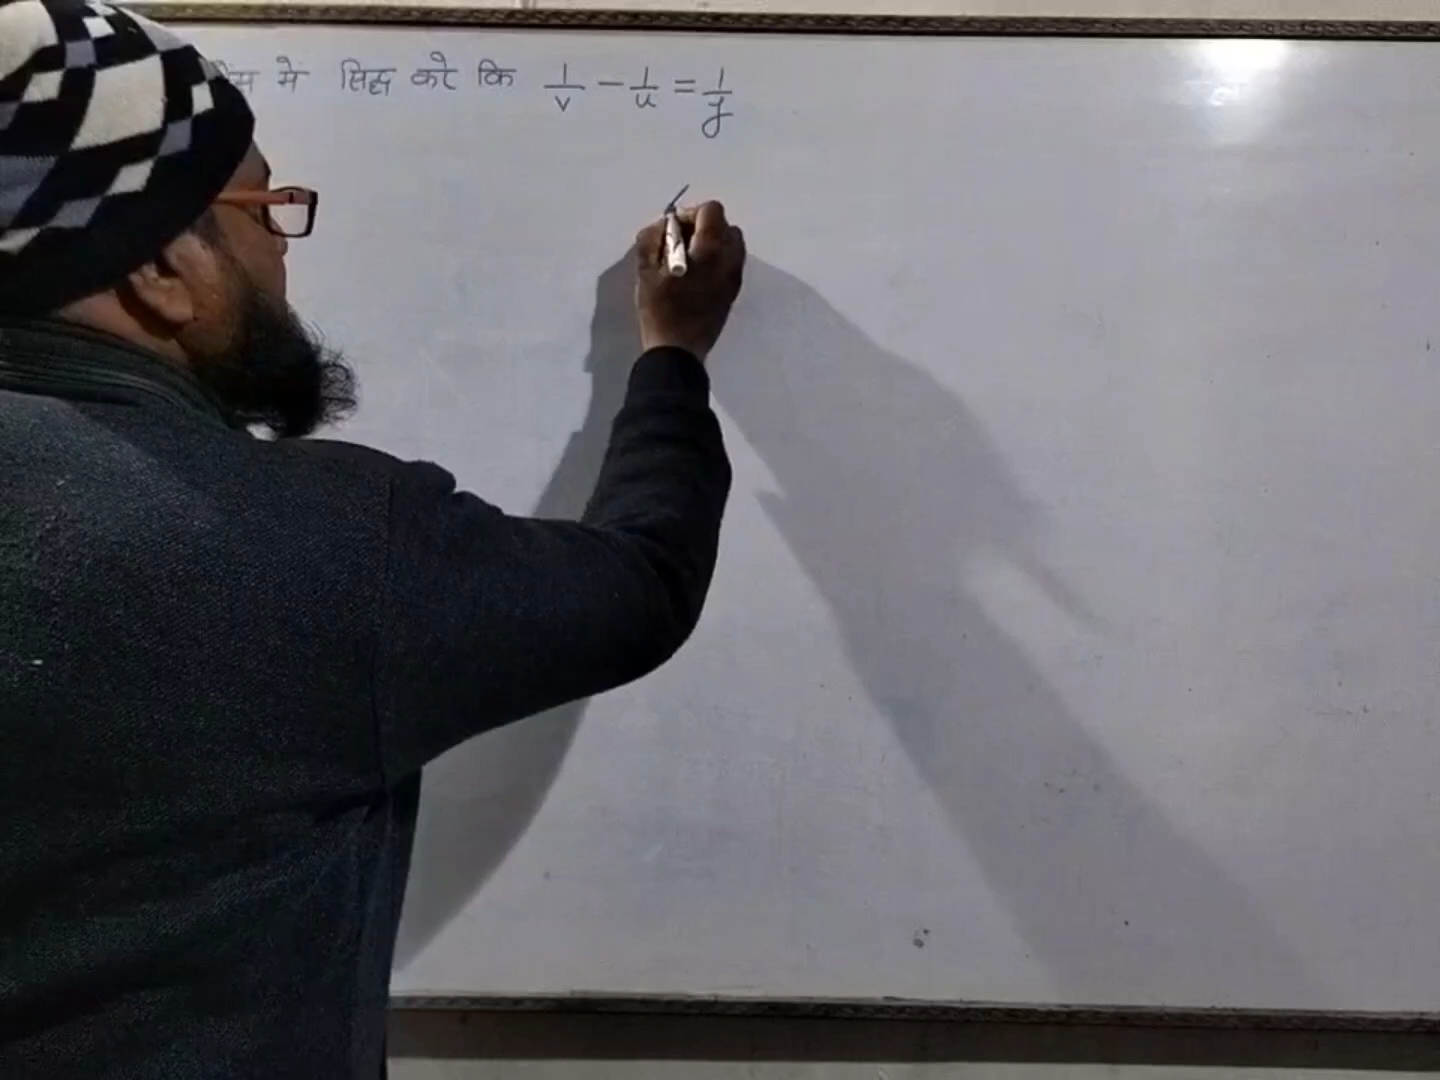 में सिद्ध करो कि 1/v - 1/u = 1/f